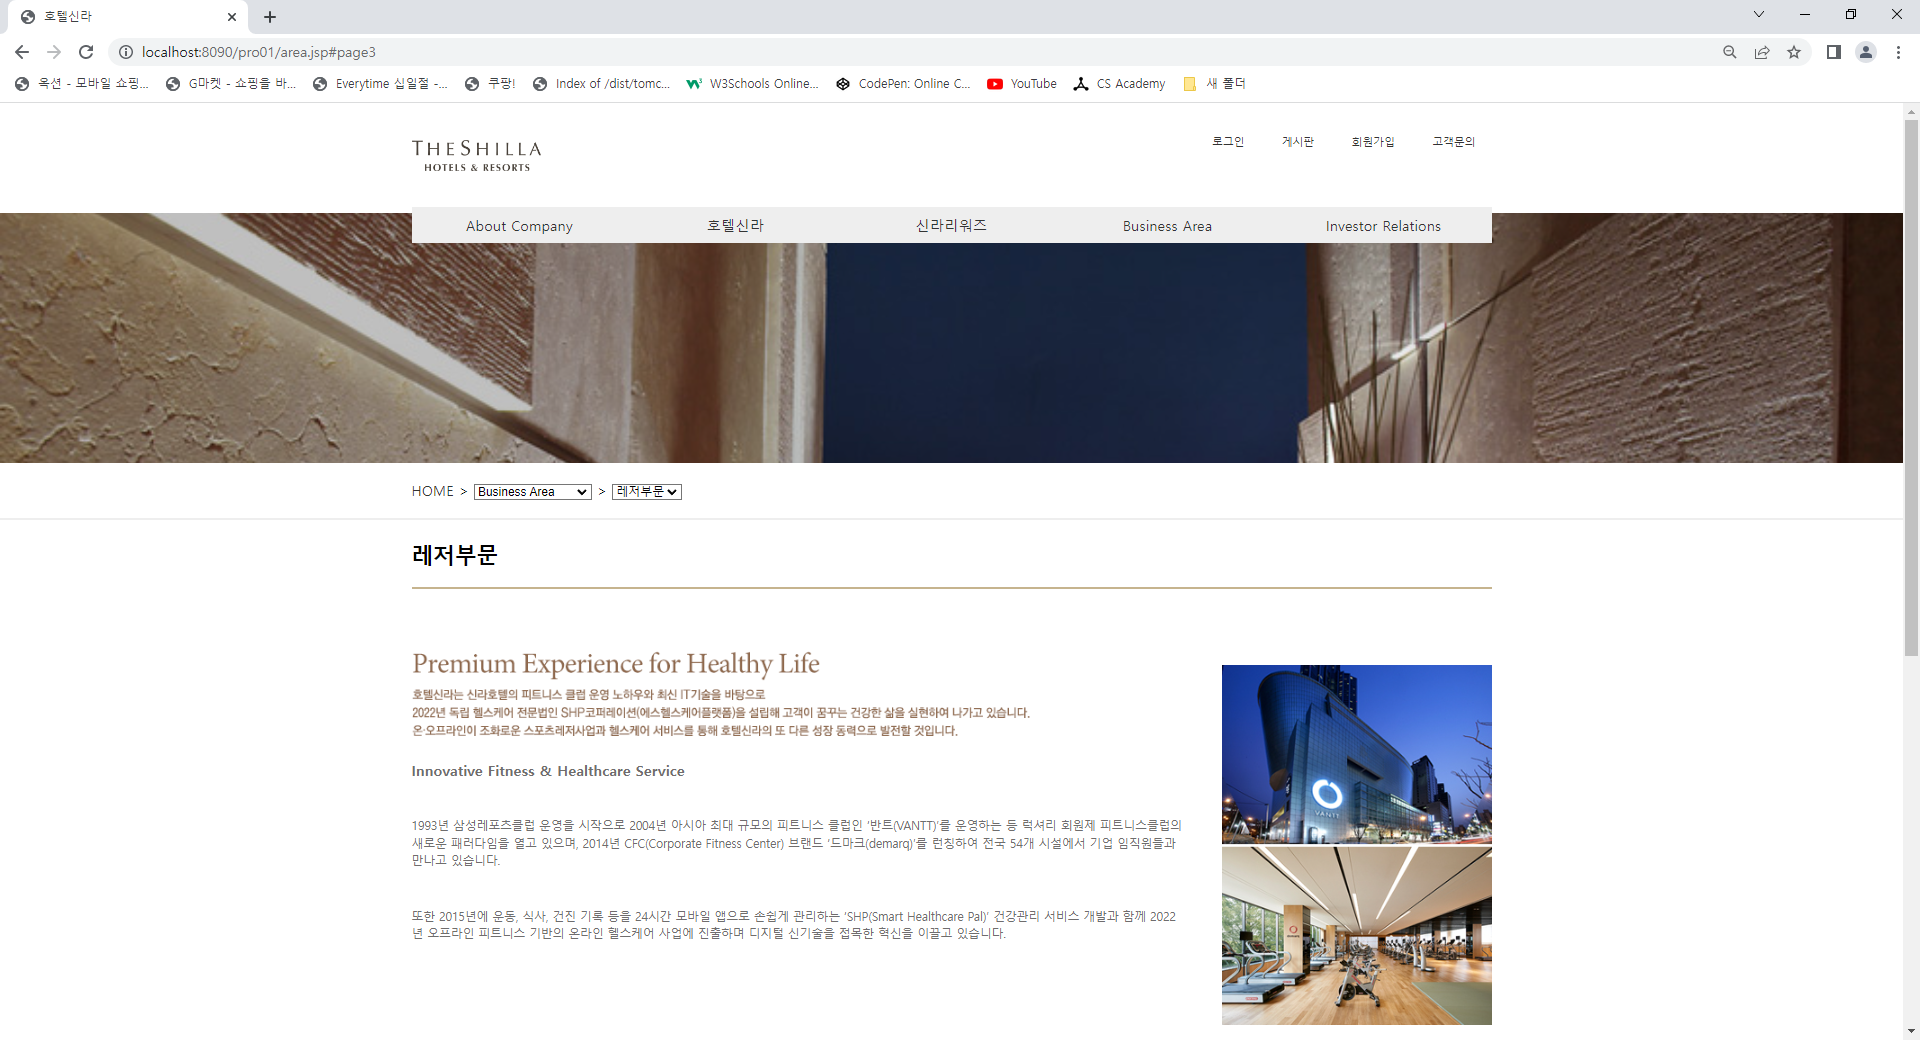 호텔신라
localhost:8090/pro01/area.jsp#page3
옥션 - 모바일 쇼핑... G마켓 - 쇼핑을 바... Everytime 십일절 -... 쿠팡! Index of /dist/tomc... W3Schools Online... CodePen: Online C... YouTube CS Academy 새 폴더
THE SHILLA
HOTELS & RESORTS
로그인 게시판 회원가입 고객문의
About Company 호텔신라 신라리워즈 Business Area Investor Relations
HOME > Business Area > 레저부문
레저부문
Premium Experience for Healthy Life
호텔신라는 신라호텔의 피트니스 클럽 운영 노하우와 최신 IT기술을 바탕으로
2022년 독립 헬스케어 전문법인 SHP코퍼레이션(에스헬스케어플랫폼)을 설립해 고객이 꿈꾸는 건강한 삶을 실현하여 나가고 있습니다.
온·오프라인이 조화로운 스포츠레저사업과 헬스케어 서비스를 통해 호텔신라의 또 다른 성장 동력으로 발전할 것입니다.
Innovative Fitness & Healthcare Service
1993년 삼성레포츠클럽 운영을 시작으로 2004년 아시아 최대 규모의 피트니스 클럽인 '반트(VANTT)'를 운영하는 등 럭셔리 회원제 피트니스클럽의
새로운 패러다임을 열고 있으며, 2014년 CFC(Corporate Fitness Center) 브랜드 '드마크(demarq)'를 런칭하여 전국 54개 시설에서 기업 임직원들과
만나고 있습니다.
또한 2015년에 운동, 식사, 건진 기록 등을 24시간 모바일 앱으로 손쉽게 관리하는 'SHP(Smart Healthcare Pal)' 건강관리 서비스 개발과 함께 2022
년 오프라인 피트니스 기반의 온라인 헬스케어 사업에 진출하며 디지털 신기술을 접목한 혁신을 이끌고 있습니다.
VANTT